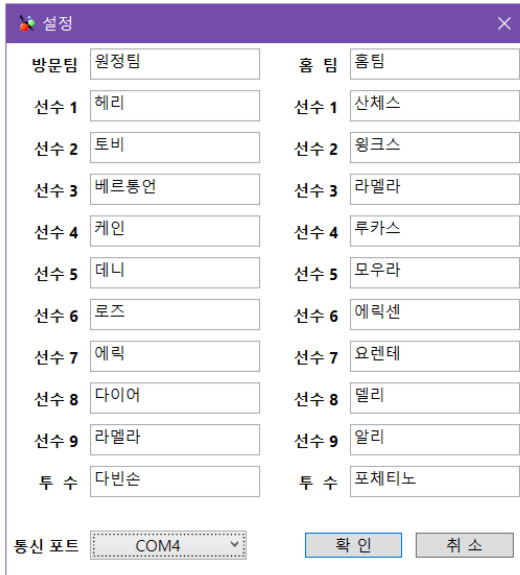 설정
방문팀 원정팀 홈 팀 홈팀
선수 1 헤리 선수 1 산체스
선수 2 토비 선수 2 윙크스
선수 3 베르통언 선수 3 라멜라
선수 4 케인 선수 4 루카스
선수 5 데니 선수 5 모우라
선수 6 로즈 선수 6 에릭센
선수 7 에릭 선수 7 요렌테
선수 8 다이어 선수 8 델리
선수 9 라멜라 선수 9 알리
투 수 다빈손 투 수 포체티노
통신 포트 COM4 확 인 취 소